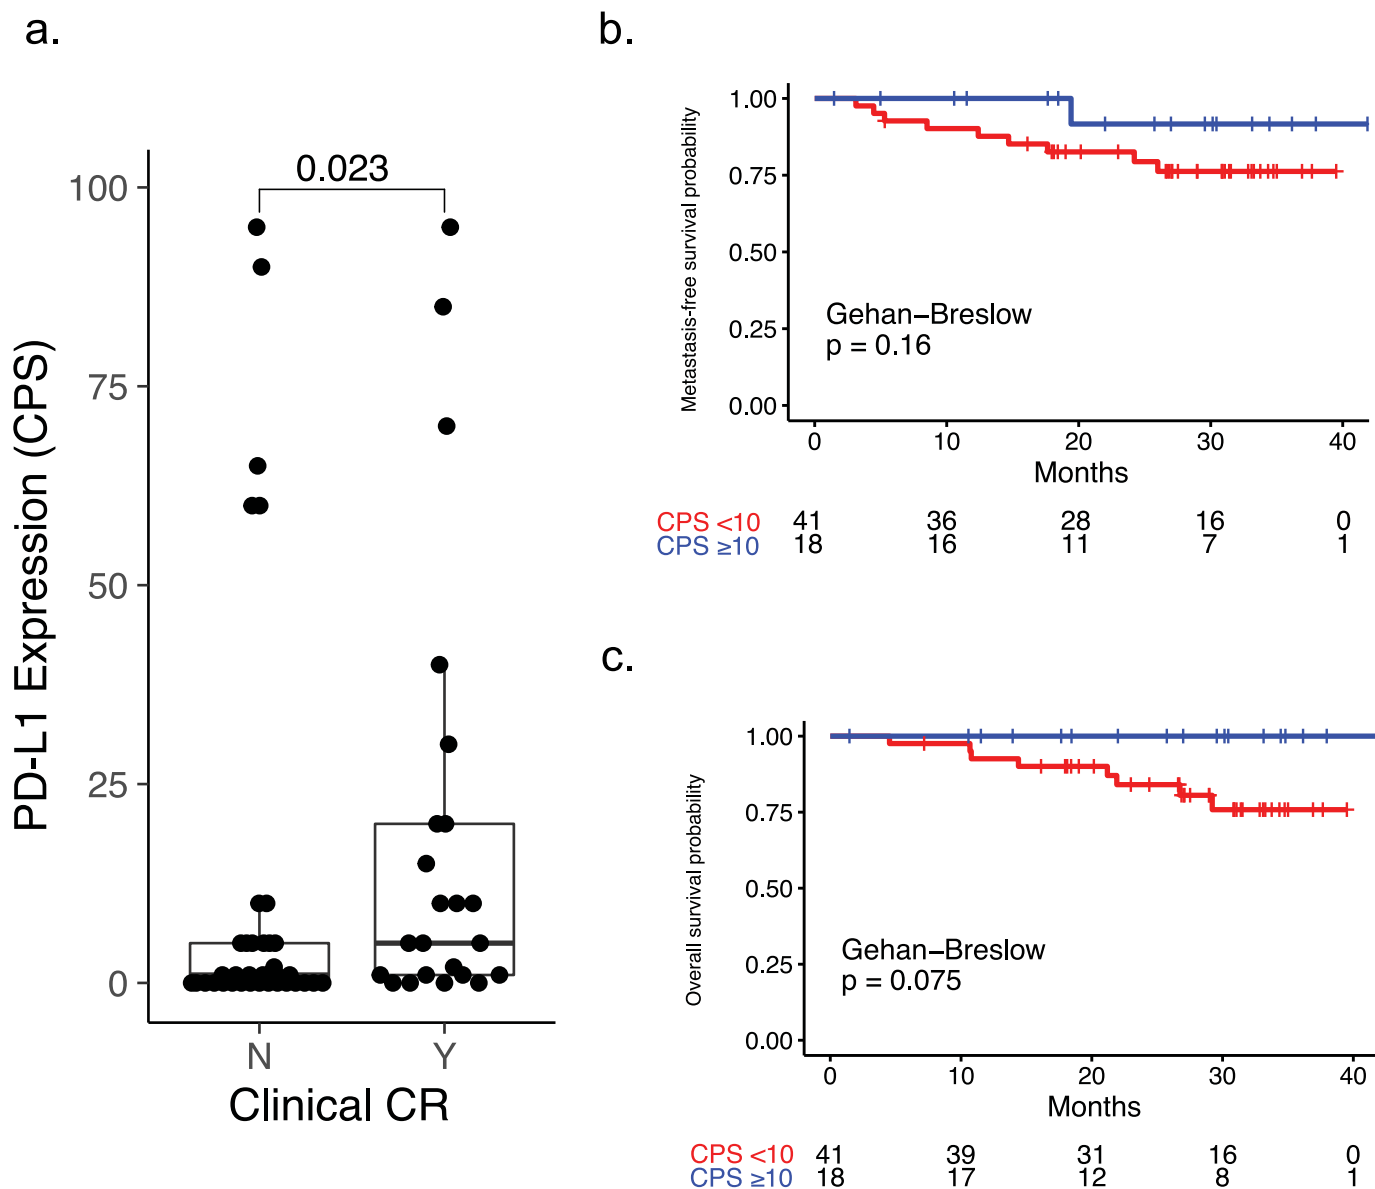 a.
PD-L1 Expression (CPS)
100
75
50
25
0
0.023
N Y
Clinical CR
b.
Metastasis-free survival probability
1.00
0.75
0.50
0.25
0.00
Gehan−Breslow
p = 0.16
0 10 20 30 40
Months
CPS <10 41 36 28 16 0
CPS ≥10 18 16 11 7 1
c.
Overall survival probability
1.00
0.75
0.50
0.25
0.00
Gehan−Breslow
p = 0.075
0 10 20 30 40
Months
CPS <10 41 39 31 16 0
CPS ≥10 18 17 12 8 1